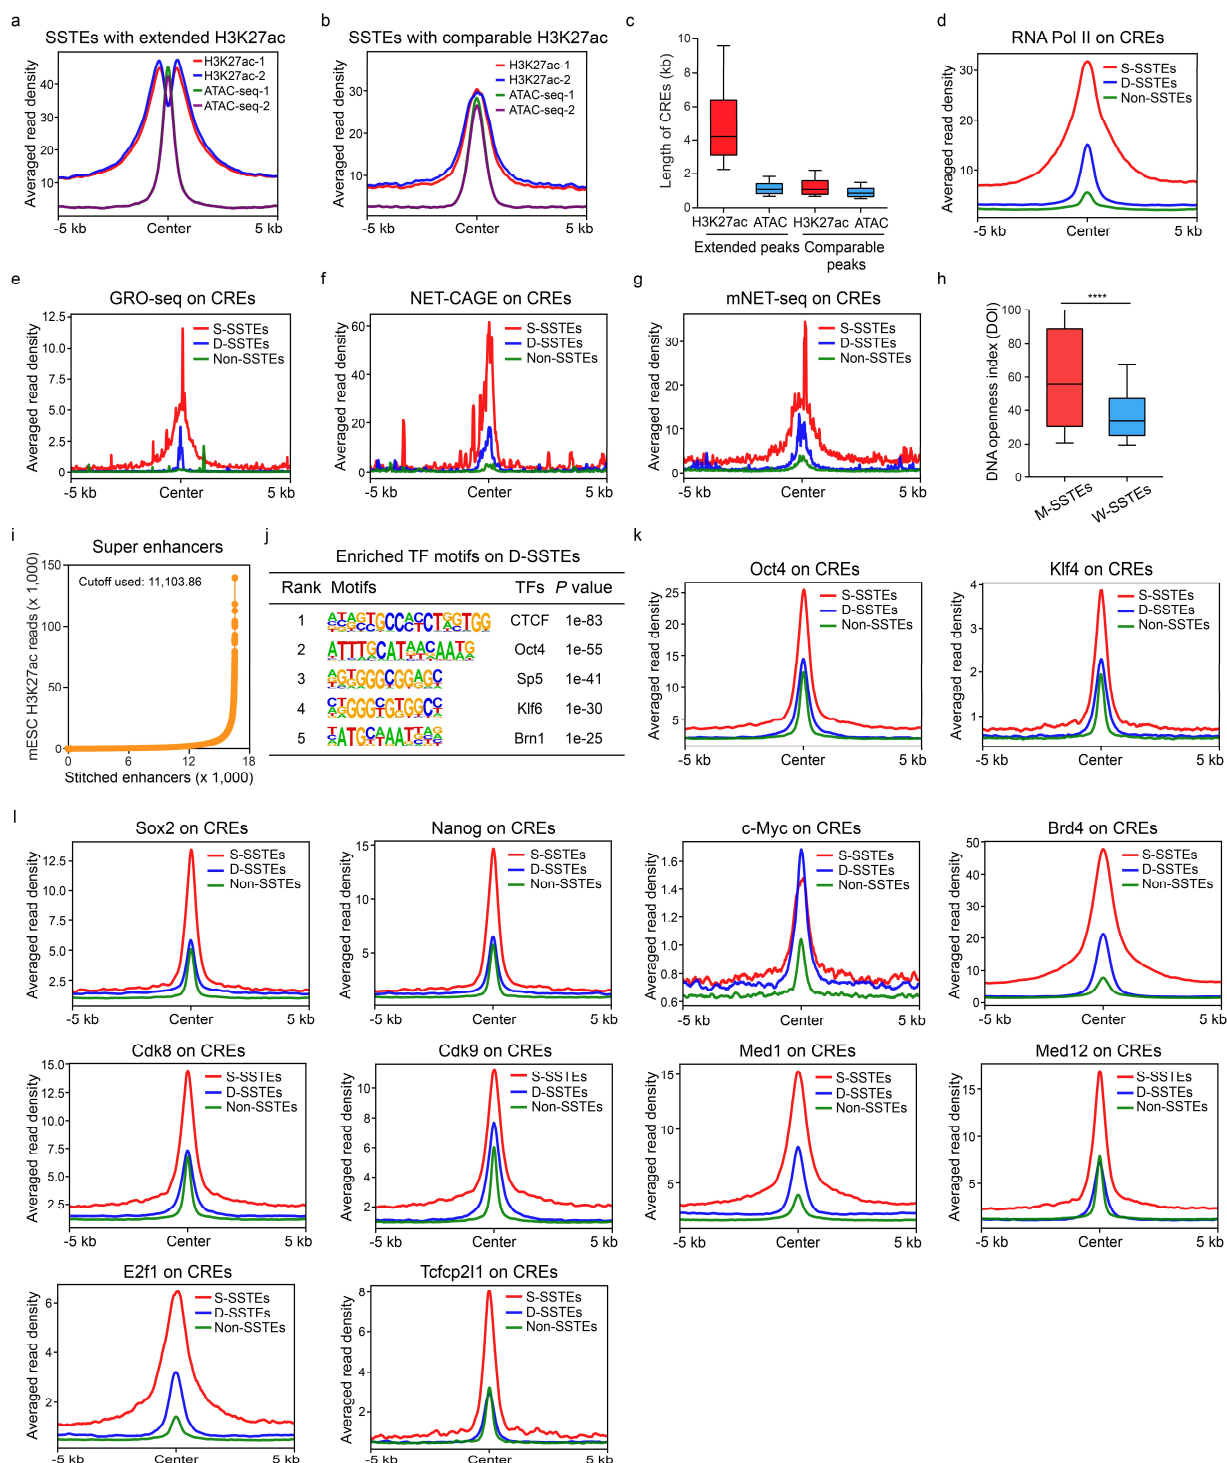 a
SSTEs with extended H3K27ac
Averaged read density
40
30
20
10
H3K27ac-1
H3K27ac-2
ATAC-seq-1
ATAC-seq-2
-5 kb
Center
5 kb
b
SSTEs with comparable H3K27ac
Averaged read density
30
20
10
0
H3K27ac-1
H3K27ac-2
ATAC-seq-1
ATAC-seq-2
-5 kb
Center
5 kb
c
Length of CREs (kb)
10
8
6
4
2
0
H3K27ac ATAC H3K27ac ATAC
Extended peaks
Comparable
peaks
d
RNA Pol II on CREs
Averaged read density
30
20
10
S-SSTEs
D-SSTEs
Non-SSTEs
-5 kb
Center
5 kb
e
GRO-seq on CREs
Averaged read density
12.5
10.0
7.5
5.0
2.5
0
S-SSTEs
D-SSTEs
Non-SSTEs
-5 kb
Center
5 kb
f
NET-CAGE on CREs
Averaged read density
60
40
20
0
S-SSTEs
D-SSTEs
Non-SSTEs
-5 kb
Center
5 kb
g
mNET-seq on CREs
Averaged read density
30
20
10
0
S-SSTEs
D-SSTEs
Non-SSTEs
-5 kb
Center
5 kb
h
DNA openness index (DOI)
100
80
60
40
20
0
****
M-SSTEs
W-SSTEs
i
Super enhancers
mESC H3K27ac reads (x 1,000)
150
100
50
0
Cutoff used: 11,103.86
0
6
12
18
Stitched enhancers (x 1,000)
j
Enriched TF motifs on D-SSTEs
Rank Motifs TFs P value
1 CTCF 1e-83
2 Oct4 1e-55
3 Sp5 1e-41
4 Klf6 1e-30
5 Brn1 1e-25
k
Oct4 on CREs
Averaged read density
25
20
15
10
5
S-SSTEs
D-SSTEs
Non-SSTEs
-5 kb
Center
5 kb
Klf4 on CREs
Averaged read density
4
3
2
1
S-SSTEs
D-SSTEs
Non-SSTEs
-5 kb
Center
5 kb
l
Sox2 on CREs
Averaged read density
12.5
10.0
7.5
5.0
2.5
S-SSTEs
D-SSTEs
Non-SSTEs
-5 kb
Center
5 kb
Nanog on CREs
Averaged read density
15
10
5
S-SSTEs
D-SSTEs
Non-SSTEs
-5 kb
Center
5 kb
c-Myc on CREs
Averaged read density
1.6
1.4
1.2
1.0
0.8
0.6
S-SSTEs
D-SSTEs
Non-SSTEs
-5 kb
Center
5 kb
Brd4 on CREs
Averaged read density
50
40
30
20
10
0
S-SSTEs
D-SSTEs
Non-SSTEs
-5 kb
Center
5 kb
Cdk8 on CREs
Averaged read density
15.0
12.5
10.0
7.5
5.0
2.5
S-SSTEs
D-SSTEs
Non-SSTEs
-5 kb
Center
5 kb
Cdk9 on CREs
Averaged read density
10
8
6
4
2
S-SSTEs
D-SSTEs
Non-SSTEs
-5 kb
Center
5 kb
Med1 on CREs
Averaged read density
15
10
5
S-SSTEs
D-SSTEs
Non-SSTEs
-5 kb
Center
5 kb
Med12 on CREs
Averaged read density
15
10
5
S-SSTEs
D-SSTEs
Non-SSTEs
-5 kb
Center
5 kb
E2f1 on CREs
Averaged read density
6
4
2
S-SSTEs
D-SSTEs
Non-SSTEs
-5 kb
Center
5 kb
Tcfcp2l1 on CREs
Averaged read density
8
6
4
2
S-SSTEs
D-SSTEs
Non-SSTEs
-5 kb
Center
5 kb